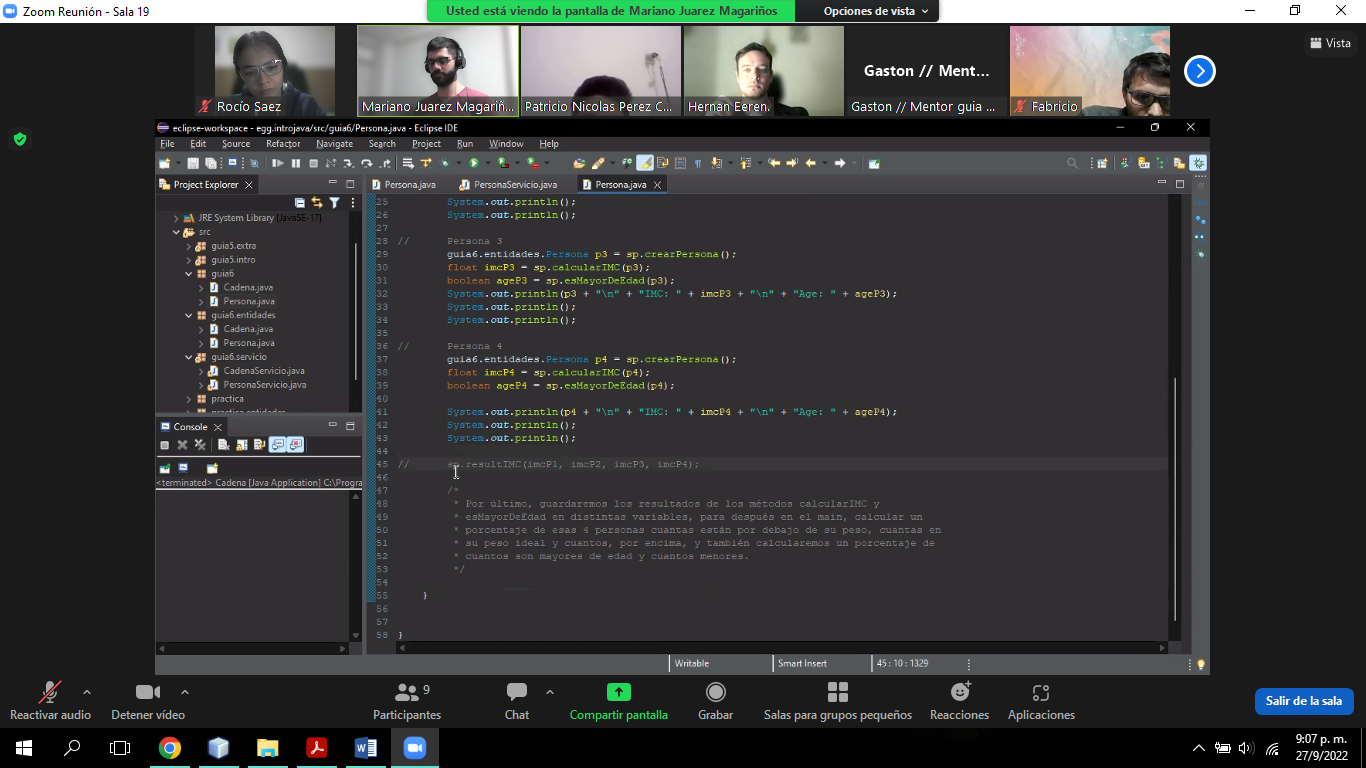 Zoom Reunión - Sala 19
Usted está viendo la pantalla de Mariano Juarez Magariños
Opciones de vista
Vista
Rocío Saez
Mariano Juarez Magariñ...
Patricio Nicolas Perez C...
Hernan Eeren.
Gaston // Ment...
Gaston // Mentor guia ...
Fabricio
eclipse-workspace - egg.introjava/src/guia6/Persona.java - Eclipse IDE
File Edit Source Refactor Navigate Search Project Run Window Help
Project Explorer
Persona.java PersonaServicio.java Persona.java
JRE System Library [JavaSE-17]
src
guia5.extra
guia5.intro
guia6
Cadena.java
Persona.java
guia6.entidades
Cadena.java
Persona.java
guia6.servicio
CadenaServicio.java
PersonaServicio.java
practica
practica.entidades
Console
<terminated> Cadena [Java Application] C:\Progra
25 System.out.println();
26 System.out.println();
27
28 // Persona 3
29 guia6.entidades.Persona p3 = sp.crearPersona();
30 float imcP3 = sp.calcularIMC(p3);
31 boolean ageP3 = sp.esMayorDeEdad(p3);
32 System.out.println(p3 + "\n" + "IMC: " + imcP3 + "\n" + "Age: " + ageP3);
33 System.out.println();
34 System.out.println();
35
36 // Persona 4
37 guia6.entidades.Persona p4 = sp.crearPersona();
38 float imcP4 = sp.calcularIMC(p4);
39 boolean ageP4 = sp.esMayorDeEdad(p4);
40
41 System.out.println(p4 + "\n" + "IMC: " + imcP4 + "\n" + "Age: " + ageP4);
42 System.out.println();
43 System.out.println();
44
45 // sp.resultIMC(imcP1, imcP2, imcP3, imcP4);
46
47 /*
48 * Por último, guardaremos los resultados de los métodos calcularIMC y
49 * esMayorDeEdad en distintas variables, para después en el main, calcular un
50 * porcentaje de esas 4 personas cuantas están por debajo de su peso, cuantas en
51 * su peso ideal y cuantos, por encima, y también calcularemos un porcentaje de
52 * cuantos son mayores de edad y cuantos menores.
53 */
54
55 }
56
57
58 }
Writable Smart Insert 45 : 10 : 1329
Reactivar audio
Detener vídeo
Participantes 9
Chat
Compartir pantalla
Grabar
Salas para grupos pequeños
Reacciones
Aplicaciones
Salir de la sala
9:07 p. m.
27/9/2022